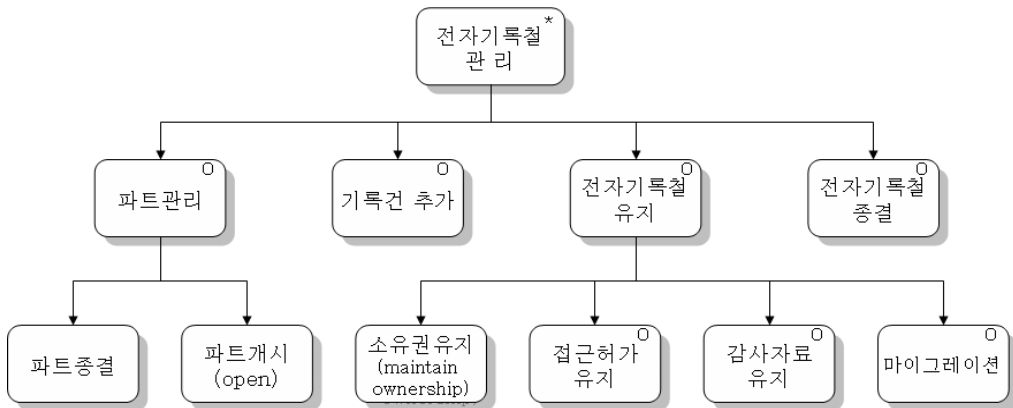 전자기록철*
관 리
파트관리 O
기록건 추가 O
전자기록철 O
유지
전자기록철 O
종결
파트종결
파트개시
(open)
소유권유지
(maintain
ownership)
접근허가 O
유지
감사자료 O
유지
마이그레이션 O